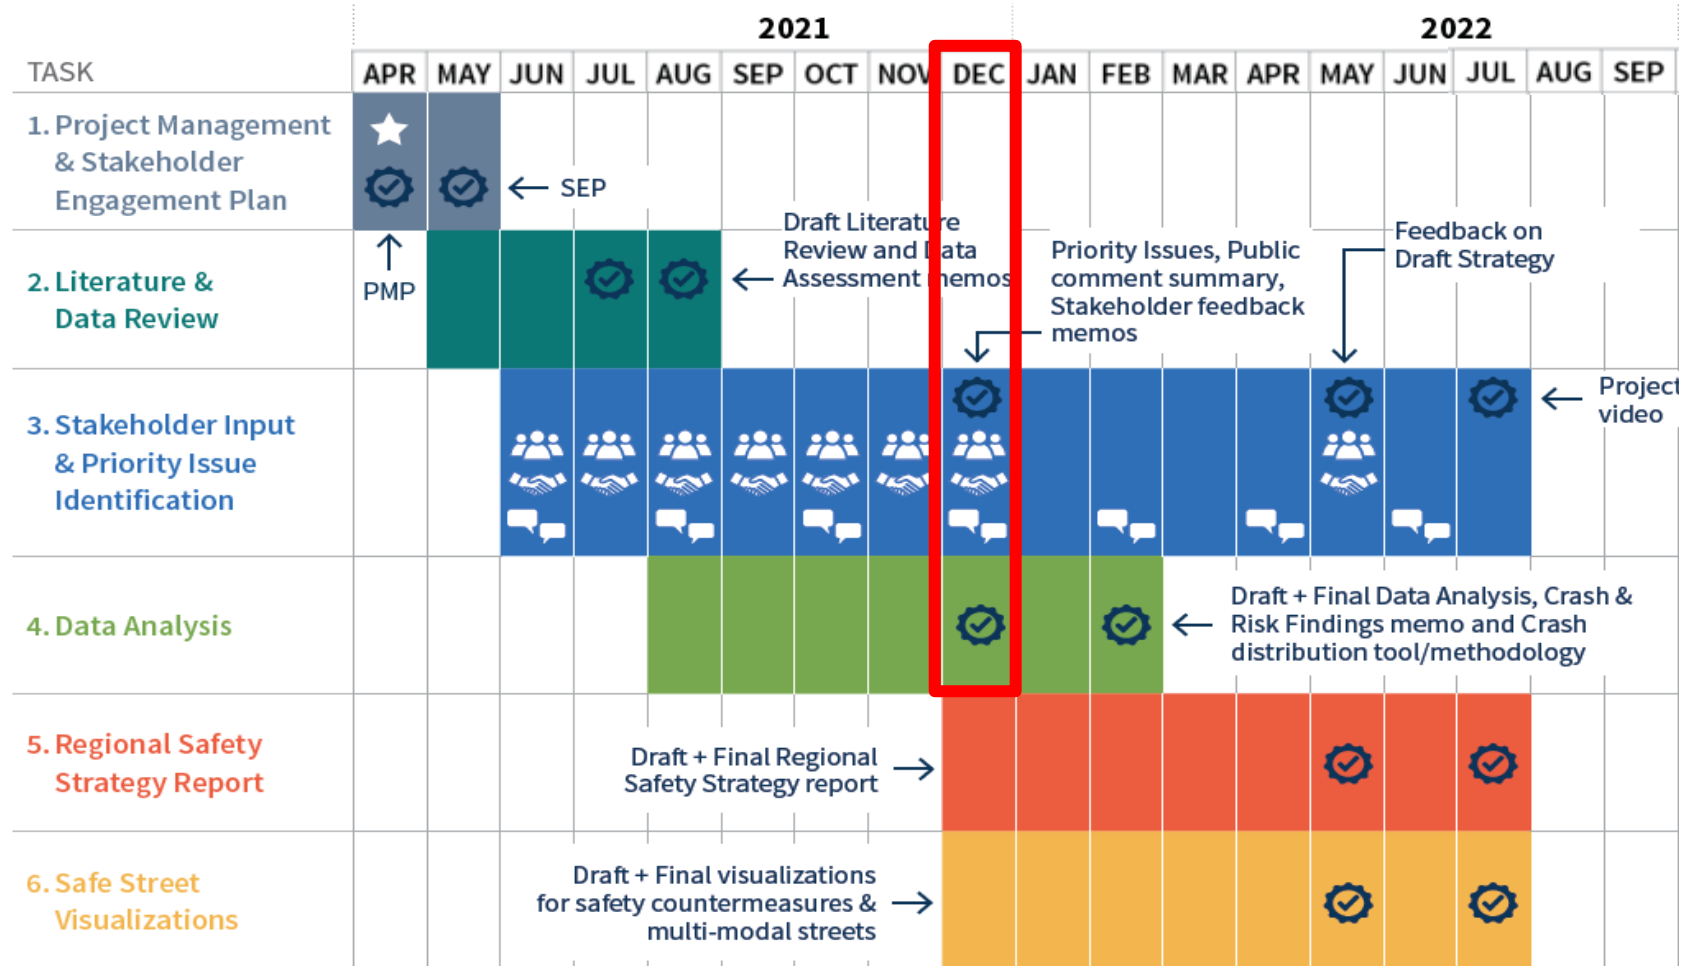 2021
2022
TASK
APR MAY JUN JUL AUG SEP OCT NOV DEC JAN FEB MAR APR MAY JUN JUL AUG SEP
1. Project Management
& Stakeholder
Engagement Plan
SEP
PMP
2. Literature &
Data Review
Draft Literature
Review and Data
Assessment memos
Priority Issues, Public
comment summary,
Stakeholder feedback
memos
Feedback on
Draft Strategy
3. Stakeholder Input
& Priority Issue
Identification
Project
video
4. Data Analysis
Draft + Final Data Analysis, Crash &
Risk Findings memo and Crash
distribution tool/methodology
5. Regional Safety
Strategy Report
Draft + Final Regional
Safety Strategy report
6. Safe Street
Visualizations
Draft + Final visualizations
for safety countermeasures &
multi-modal streets